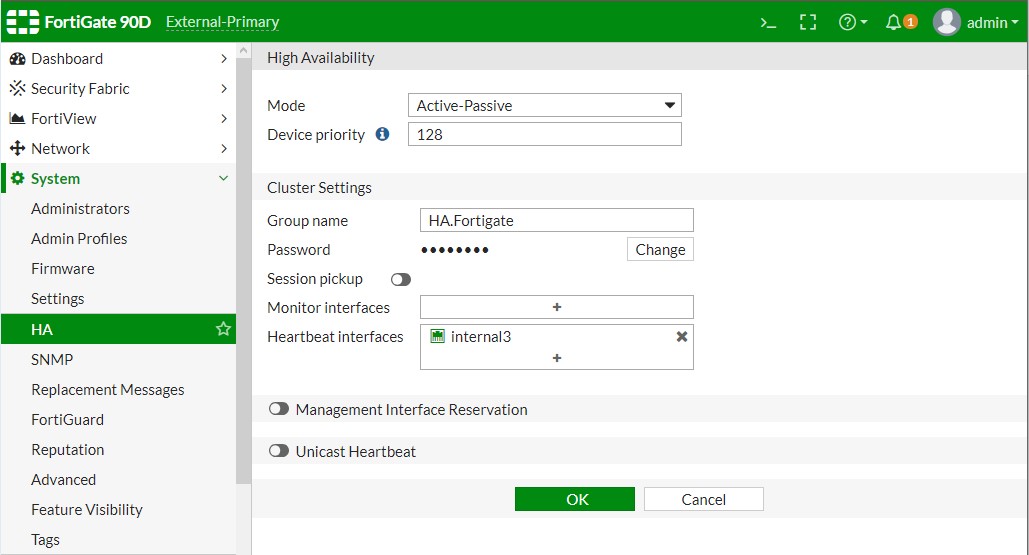 FortiGate 90D External-Primary >_ ? 1 admin
Dashboard
Security Fabric
FortiView
Network
System
Administrators
Admin Profiles
Firmware
Settings
HA
SNMP
Replacement Messages
FortiGuard
Reputation
Advanced
Feature Visibility
Tags
High Availability
Mode Active-Passive
Device priority i 128
Cluster Settings
Group name HA.Fortigate
Password •••••••• Change
Session pickup
Monitor interfaces +
Heartbeat interfaces internal3
+
Management Interface Reservation
Unicast Heartbeat
OK Cancel